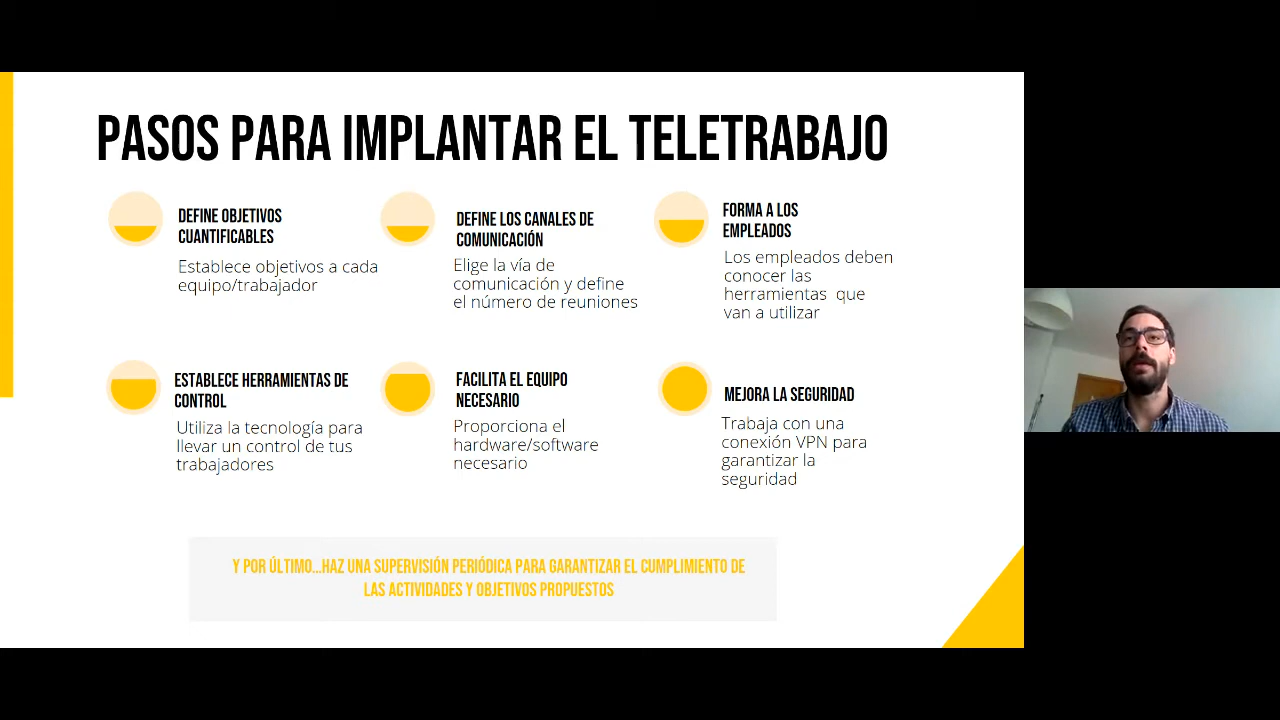 PASOS PARA IMPLANTAR EL TELETRABAJO
DEFINE OBJETIVOS
CUANTIFICABLES
Establece objetivos a cada
equipo/trabajador
DEFINE LOS CANALES DE
COMUNICACIÓN
Elige la vía de
comunicación y define
el número de reuniones
FORMA A LOS
EMPLEADOS
Los empleados deben
conocer las
herramientas que
van a utilizar
ESTABLECE HERRAMIENTAS DE
CONTROL
Utiliza la tecnología para
llevar un control de tus
trabajadores
FACILITA EL EQUIPO
NECESARIO
Proporciona el
hardware/software
necesario
MEJORA LA SEGURIDAD
Trabaja con una
conexión VPN para
garantizar la
seguridad
Y POR ÚLTIMO...HAZ UNA SUPERVISIÓN PERIÓDICA PARA GARANTIZAR EL CUMPLIMIENTO DE
LAS ACTIVIDADES Y OBJETIVOS PROPUESTOS